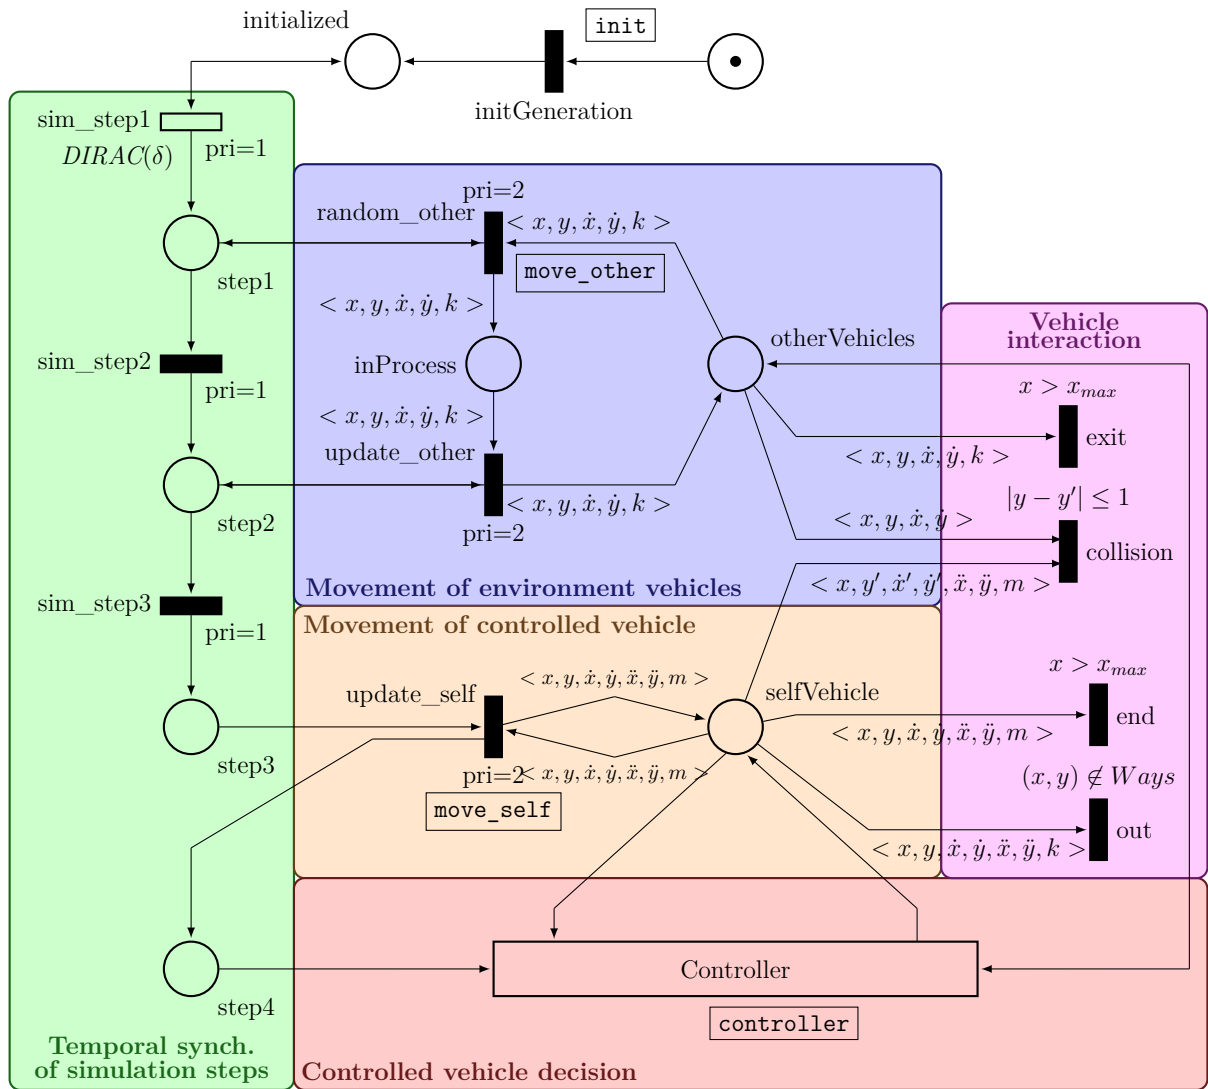 initialized
init
initGeneration
sim_step1
pri=1
DIRAC(δ)
step1
sim_step2
pri=1
step2
sim_step3
pri=1
step3
step4
Temporal synch.
of simulation steps
pri=2
random_other
< x, y, ẋ, ẏ, k >
move_other
< x, y, ẋ, ẏ, k >
inProcess
otherVehicles
< x, y, ẋ, ẏ, k >
update_other
< x, y, ẋ, ẏ, k >
pri=2
Movement of environment vehicles
Vehicle
interaction
x > x_max
exit
< x, y, ẋ, ẏ, k >
|y − y′| ≤ 1
< x, y, ẋ, ẏ >
collision
< x, y′, ẋ′, ẏ′, ẍ, ÿ, m >
Movement of controlled vehicle
update_self
< x, y, ẋ, ẏ, ẍ, ÿ, m >
selfVehicle
pri=2
< x, y, ẋ, ẏ, ẍ, ÿ, m >
move_self
x > x_max
end
< x, y, ẋ, ẏ, ẍ, ÿ, m >
(x, y) ∉ Ways
out
< x, y, ẋ, ẏ, ẍ, ÿ, k >
Controller
controller
Controlled vehicle decision